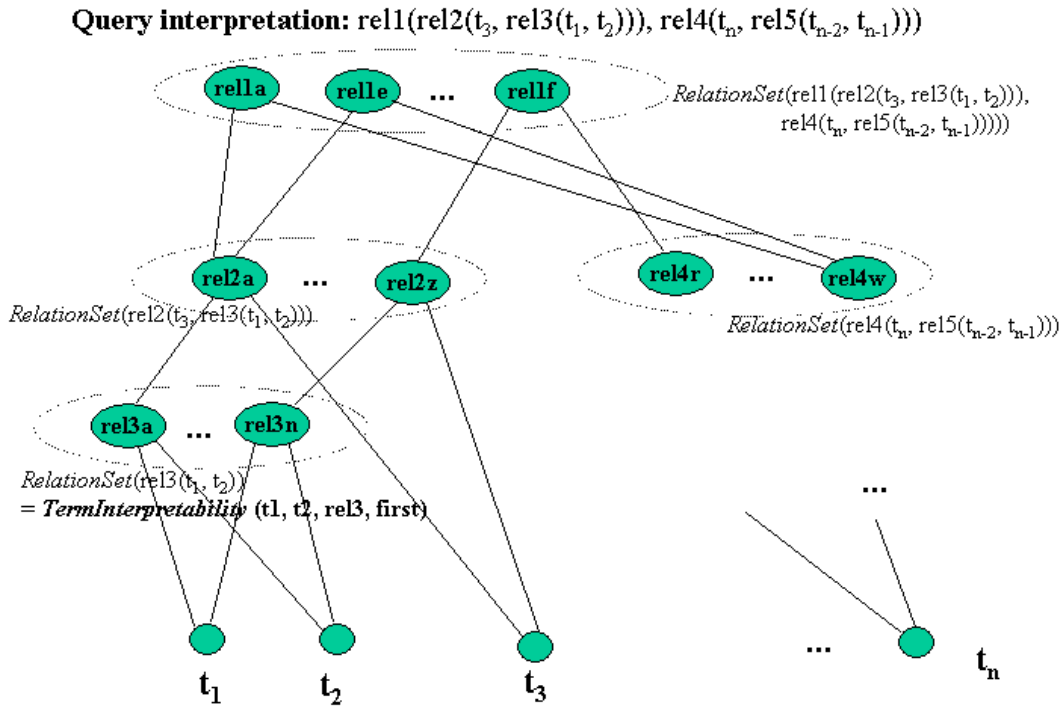 Query interpretation: rel1(rel2(t₃, rel3(t₁, t₂))), rel4(tₙ, rel5(tₙ₋₂, tₙ₋₁)))
rel1a rel1e ... rel1f
RelationSet(rel1(rel2(t₃, rel3(t₁, t₂))),
rel4(tₙ, rel5(tₙ₋₂, tₙ₋₁)))))
rel2a ... rel2z rel4r ... rel4w
RelationSet(rel2(t₃, rel3(t₁, t₂)))
RelationSet(rel4(tₙ, rel5(tₙ₋₂, tₙ₋₁)))
rel3a ... rel3n
RelationSet(rel3(t₁, t₂))
= TermInterpretability (t1, t2, rel3, first)
...
...
t₁ t₂ t₃ tₙ